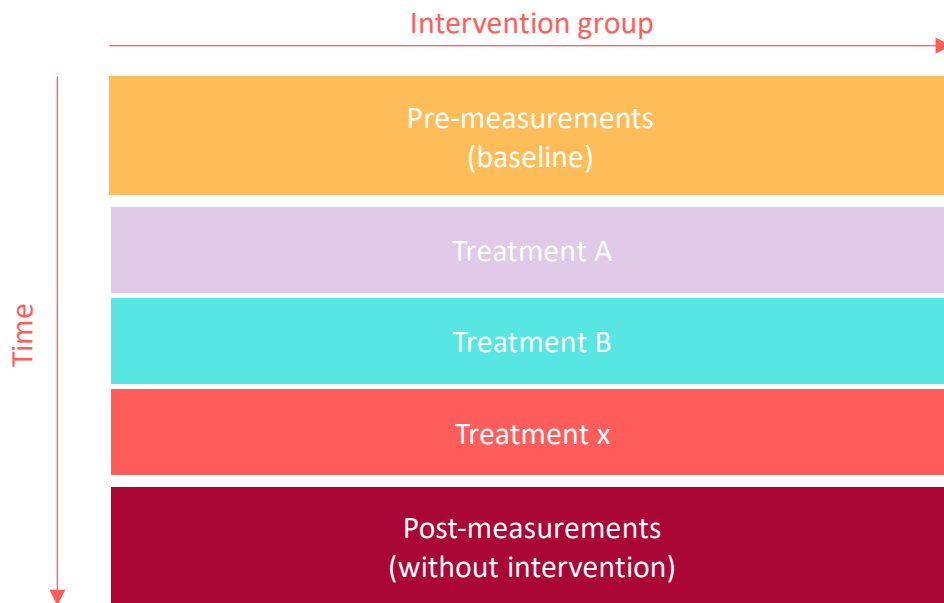 Intervention group
Time
Pre-measurements
(baseline)
Treatment A
Treatment B
Treatment x
Post-measurements
(without intervention)